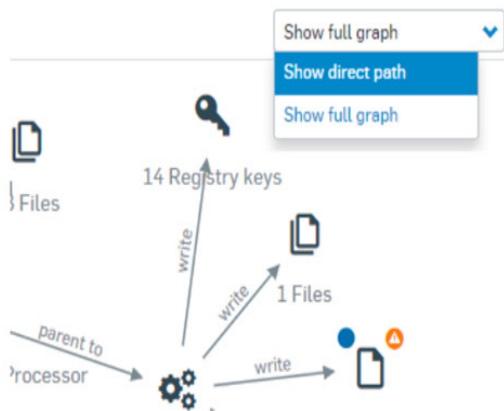 Show full graph
Show direct path
Show full graph
14 Registry keys
Files
write
write
1 Files
parent to
write
Processor